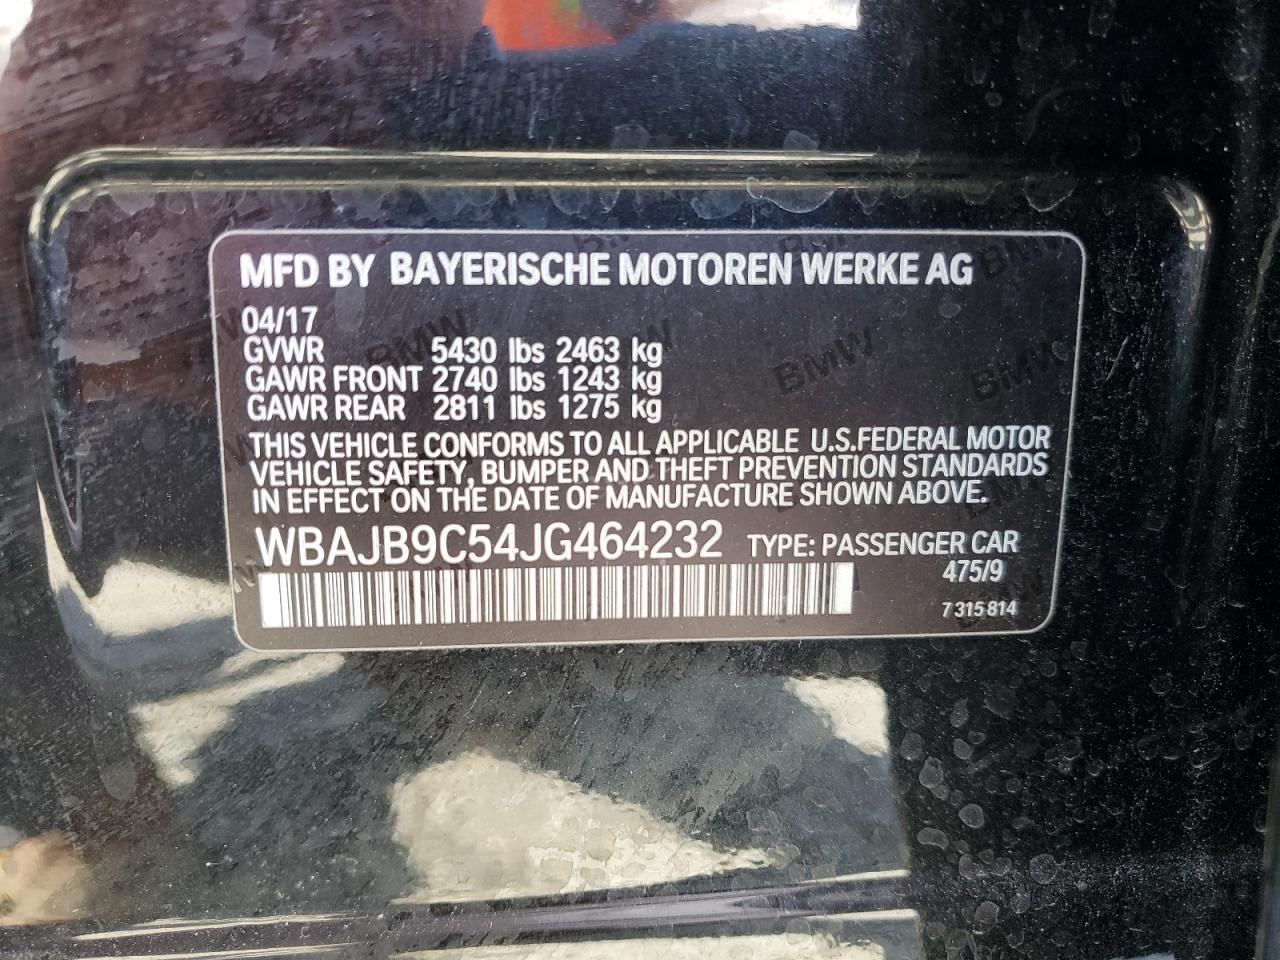 MFD BY BAYERISCHE MOTOREN WERKE AG
04/17
GVWR 5430 lbs 2463 kg
GAWR FRONT 2740 lbs 1243 kg
GAWR REAR 2811 lbs 1275 kg
THIS VEHICLE CONFORMS TO ALL APPLICABLE U.S.FEDERAL MOTOR
VEHICLE SAFETY, BUMPER AND THEFT PREVENTION STANDARDS
IN EFFECT ON THE DATE OF MANUFACTURE SHOWN ABOVE.
WBAJB9C54JG464232 TYPE: PASSENGER CAR
475/9
7 315 814